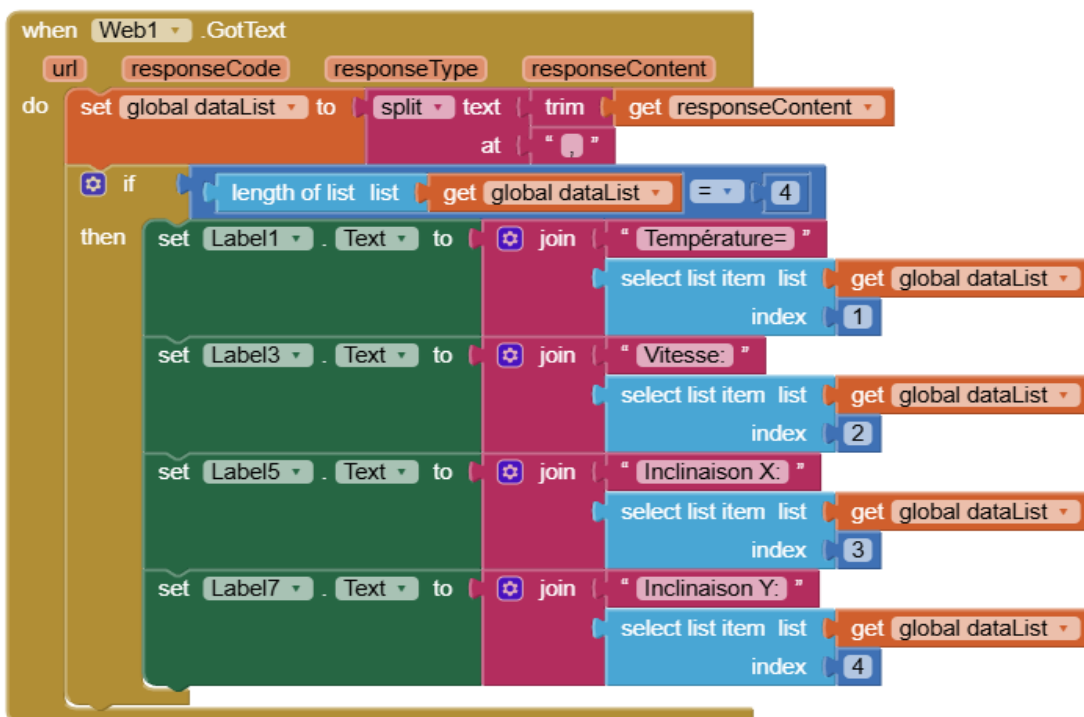 when Web1 .GotText
url responseCode responseType responseContent
do set global dataList to split text trim get responseContent
at " , "
if length of list list get global dataList = 4
then set Label1 . Text to join " Température= "
select list item list get global dataList
index 1
set Label3 . Text to join " Vitesse: "
select list item list get global dataList
index 2
set Label5 . Text to join " Inclinaison X: "
select list item list get global dataList
index 3
set Label7 . Text to join " Inclinaison Y: "
select list item list get global dataList
index 4